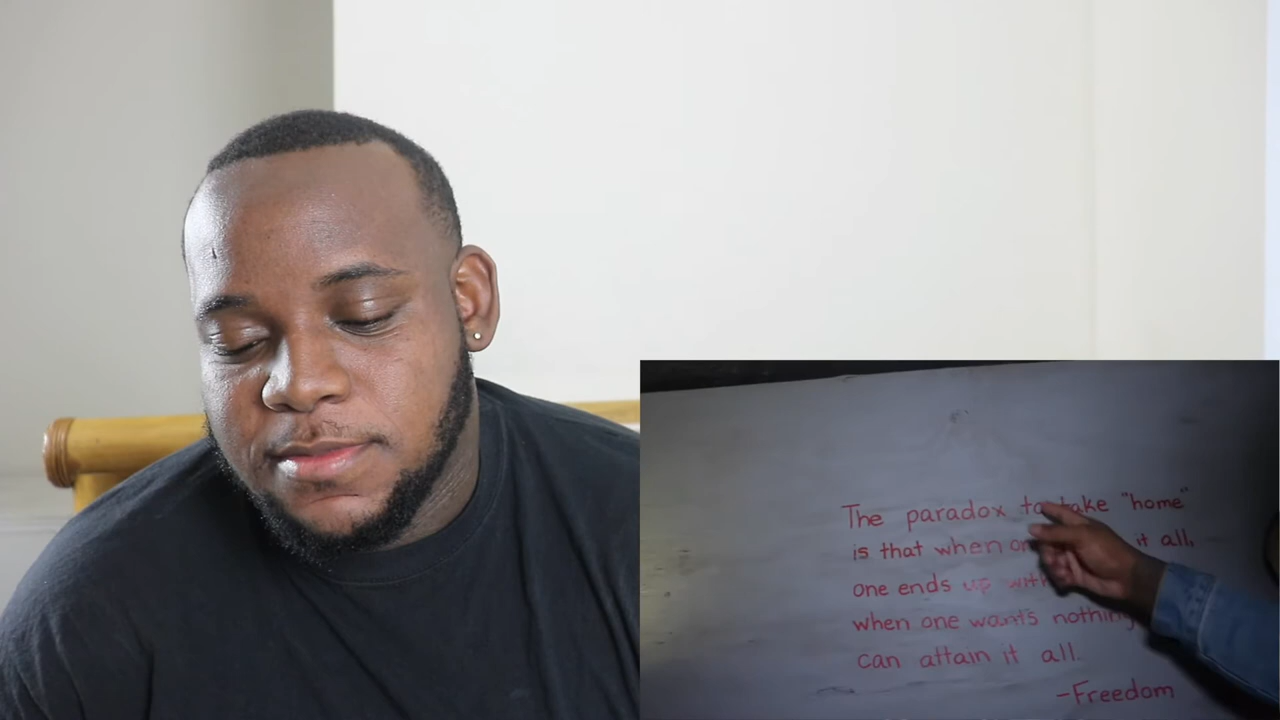 The paradox to take "home"
is that when it all,
one ends up
when one wants nothing
can attain it all.
-Freedom